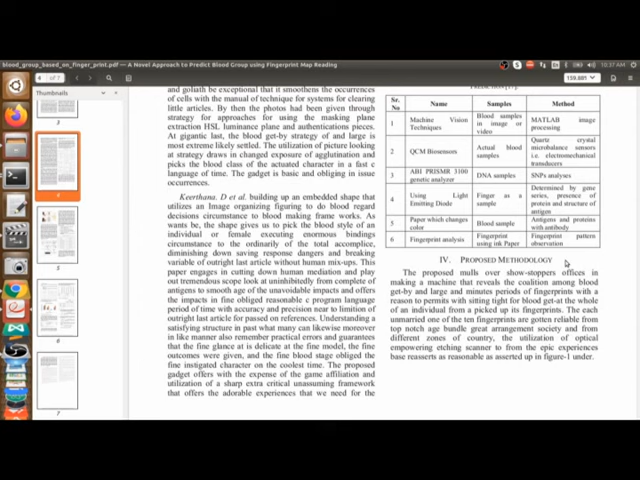 blood_group_based_on_finger_print.pdf — A Novel Approach to Predict Blood Group using Fingerprint Map Reading
10:37 AM
4 of 7
159.881
Thumbnails
3
4
5
6
7
and goliath be exceptional that it smoothens the occurrences
of cells with the manual of technique for systems for clearing
little articles. By then the photos had been given through
strategy for approaches for using the masking plane
extraction HSL luminance plane and authentications pieces.
At gigantic last, the blood get-by strategy of and large is
most extreme likely settled. The utilization of picture looking
at strategy draws in changed exposure of agglutination and
picks the blood class of the actuated character in a fast c
language of time. The gadget is basic and obliging in issue
occurrences.
Keerthana. D et al. building up an embedded shape that
utilizes an Image organizing figuring to do blood regard
decisions circumstance to blood making frame works. As
wants be, the shape gives us to pick the blood style of an
individual or female executing enormous bindings
circumstance to the ordinarily of the total accomplice,
diminishing down saving response dangers and breaking
variable of outright last article without human mix-ups. This
paper engages in cutting down human mediation and play
out tremendous scope look at uninhibitedly from complete of
antigens to smooth age of the unavoidable impacts and offers
the impacts in fine obliged reasonable c program language
period of time with accuracy and precision near to limition of
outright last article for passed on references. Understanding a
satisfying structure in past what many can likewise moreover
in like manner also remember practical errors and guarantees
that the fine glance at is delicate at the fine model, the fine
outcomes were given, and the fine blood stage obliged the
fine instigated character on the coolest time. The proposed
gadget offers with the expense of the game affiliation and
utilization of a sharp extra critical unassuming framework
that offers the adorable experiences that we need for the
Sr. No Name Samples Method
1 Machine Vision Techniques Blood samples in image or video MATLAB image processing
2 QCM Biosensors Actual blood samples Quartz crystal microbalance sensors i.e. electromechanical transducers
3 ABI PRISMR 3100 genetic analyzer DNA samples SNPs analyses
4 Using Light Emitting Diode Finger as a sample Determined by gene series, presence of protein and structure of antigen
5 Paper which changes color Blood sample Antigens and proteins with antibody
6 Fingerprint analysis Fingerprint using ink Paper Fingerprint pattern observation
IV. PROPOSED METHODOLOGY
The proposed mulls over show-stoppers offices in
making a machine that reveals the coalition among blood
get-by and large and minutes periods of fingerprints with a
reason to permits with sitting tight for blood get-at the whole
of an individual from a picked up its fingerprints. The each
unmarried one of the ten fingerprints are gotten reliable from
top notch age bundle great arrangement society and from
different zones of country, the utilization of optical
empowering etching scanner to from the epic experiences
base reasserts as reasonable as asserted up in figure-1 under.